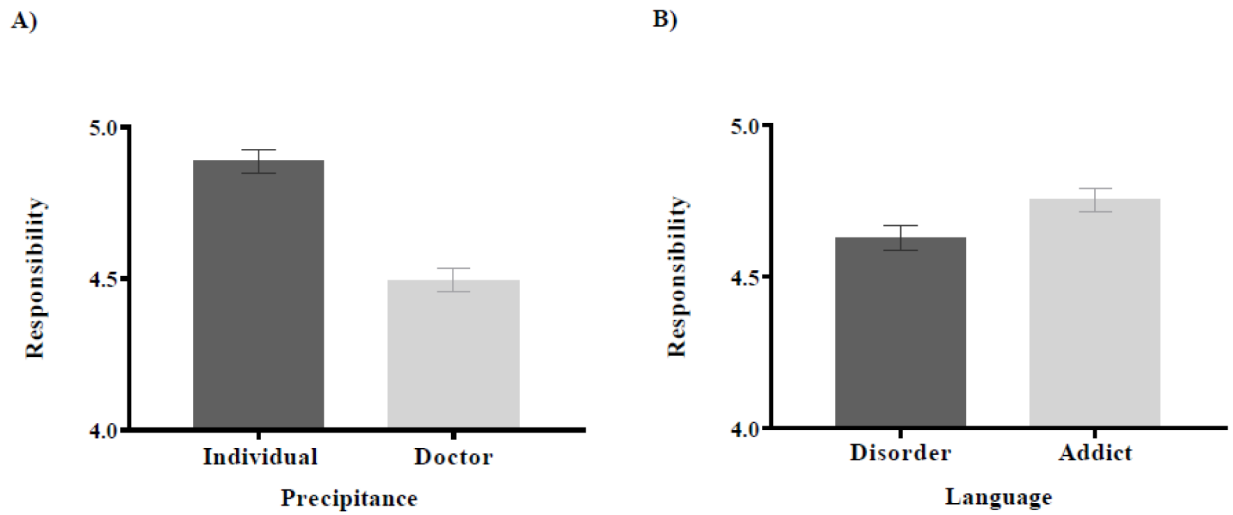 A)
5.0
4.5
4.0
Responsibility
Individual Doctor
Precipitance
B)
5.0
4.5
4.0
Responsibility
Disorder Addict
Language